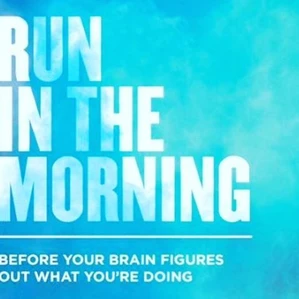 RUN
IN THE
MORNING
BEFORE YOUR BRAIN FIGURES
OUT WHAT YOU'RE DOING